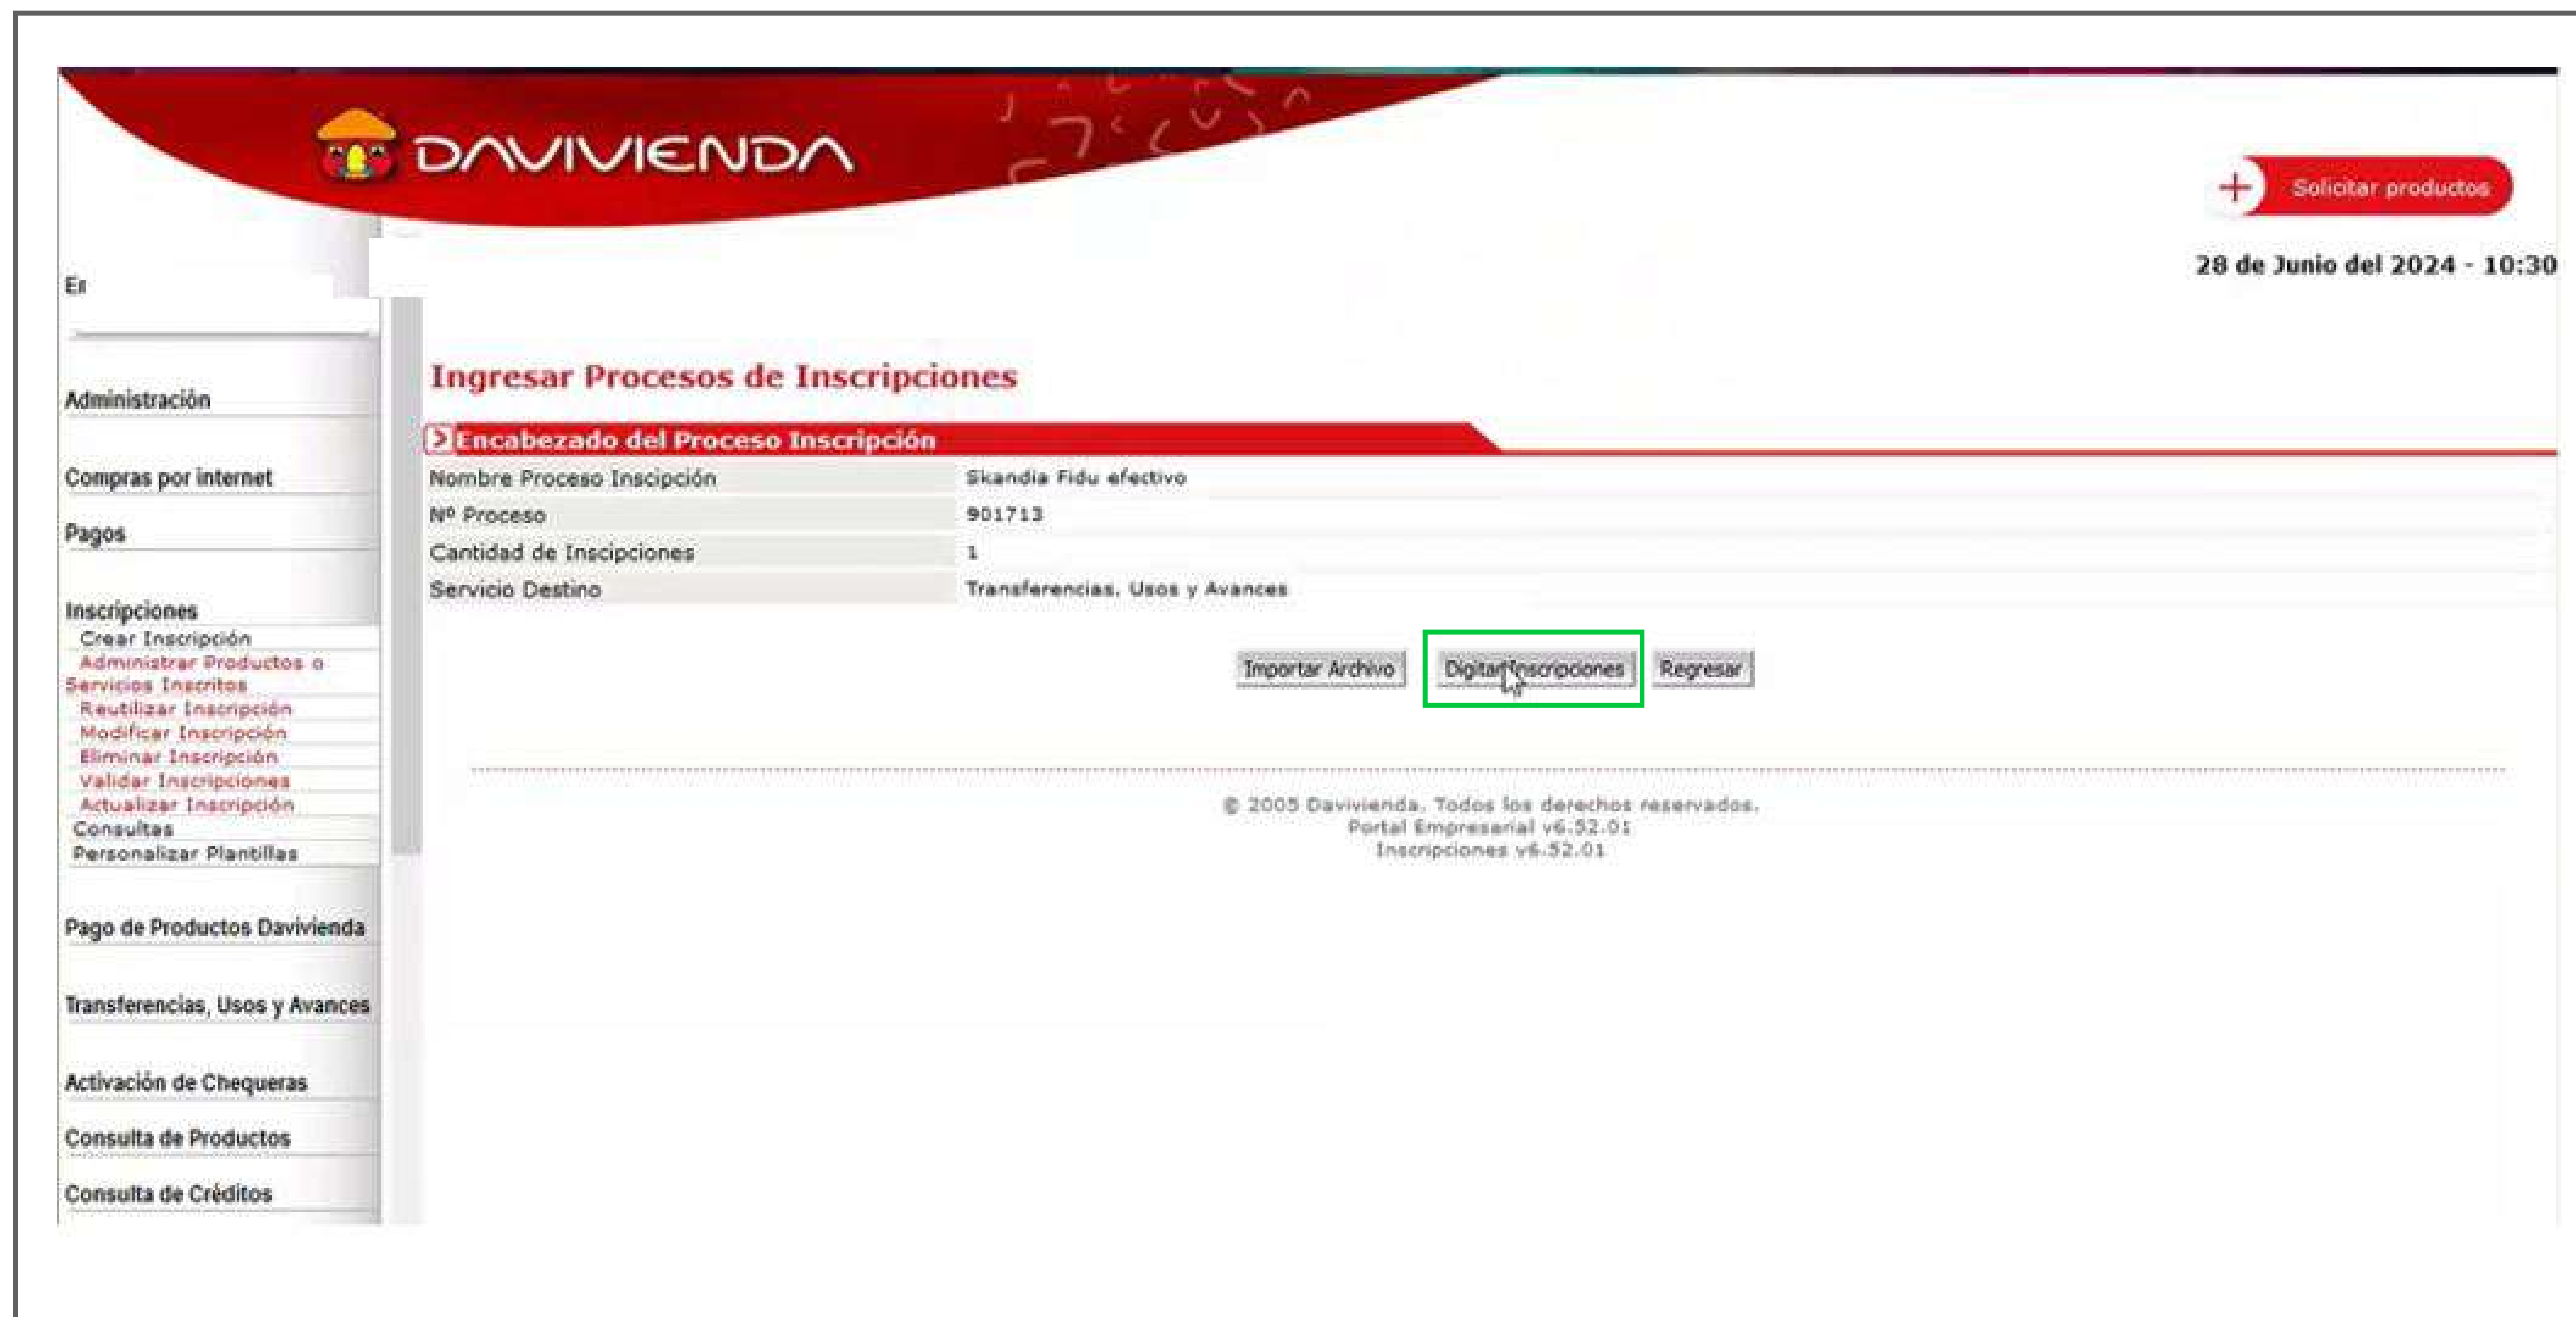 DAVIVIENDA
Solicitar productos
28 de Junio del 2024 - 10:30
Administración
Compras por internet
Pagos
Inscripciones
Crear Inscripción
Administrar Productos o
Servicios Inscritos
Reutilizar Inscripción
Modificar Inscripción
Eliminar Inscripción
Validar Inscripciones
Actualizar Inscripción
Consultas
Personalizar Plantillas
Pago de Productos Davivienda
Transferencias, Usos y Avances
Activación de Chequeras
Consulta de Productos
Consulta de Créditos
Ingresar Procesos de Inscripciones
Encabezado del Proceso Inscripción
Nombre Proceso Inscipción Skandia Fidu efectivo
Nº Proceso 901713
Cantidad de Inscipciones 1
Servicio Destino Transferencias, Usos y Avances
Importar Archivo Digitar Inscripciones Regresar
© 2005 Davivienda. Todos los derechos reservados.
Portal Empresarial v6.52.01
Inscripciones v6.52.01